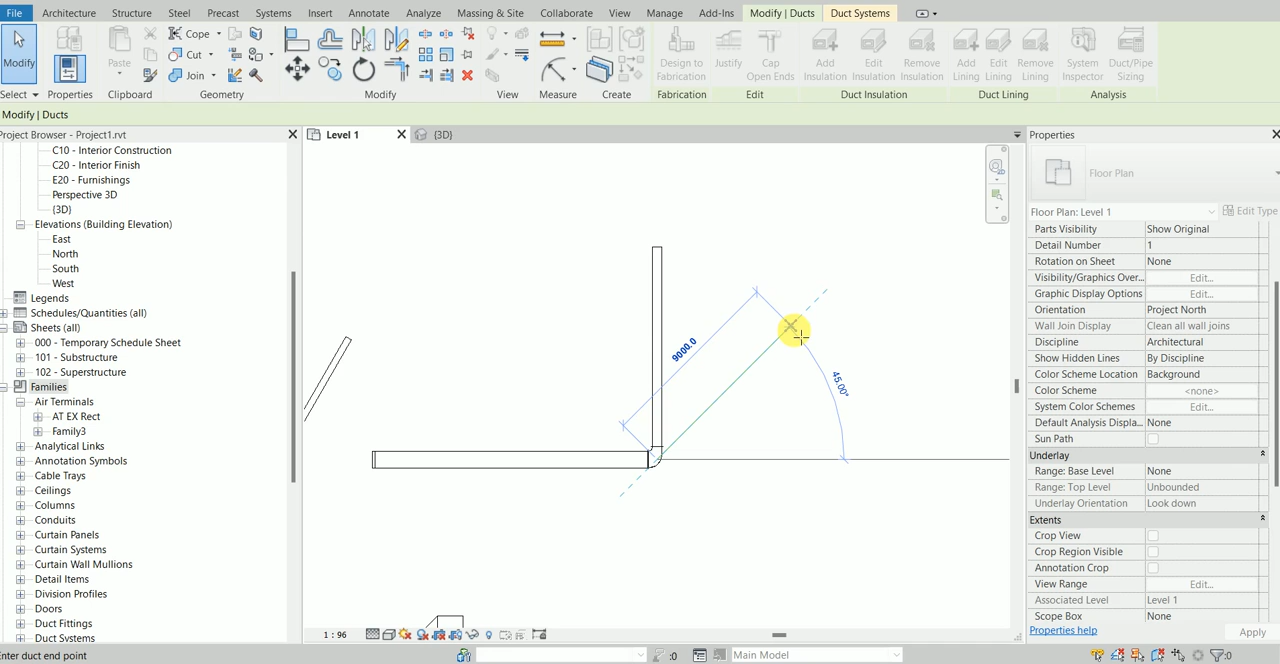 File Architecture Structure Steel Precast Systems Insert Annotate Analyze Massing & Site Collaborate View Manage Add-Ins Modify | Ducts Duct Systems
Cope
Cut
Join
Modify
Properties
Paste
Design to Fabrication
Justify
Cap Open Ends
Add Insulation
Edit Insulation
Remove Insulation
Add Lining
Edit Lining
Remove Lining
System Inspector
Duct/Pipe Sizing
Select Properties Clipboard Geometry Modify View Measure Create Fabrication Edit Duct Insulation Duct Lining Analysis
Modify | Ducts
Project Browser - Project1.rvt
C10 - Interior Construction
C20 - Interior Finish
E20 - Furnishings
Perspective 3D
{3D}
Elevations (Building Elevation)
East
North
South
West
Legends
Schedules/Quantities (all)
Sheets (all)
000 - Temporary Schedule Sheet
101 - Substructure
102 - Superstructure
Families
Air Terminals
AT EX Rect
Family3
Analytical Links
Annotation Symbols
Cable Trays
Ceilings
Columns
Conduits
Curtain Panels
Curtain Systems
Curtain Wall Mullions
Detail Items
Division Profiles
Doors
Duct Fittings
Duct Systems
Level 1
{3D}
9000.0
45.00°
1 : 96
Properties
Floor Plan
Floor Plan: Level 1 Edit Type
Parts Visibility Show Original
Detail Number 1
Rotation on Sheet None
Visibility/Graphics Over... Edit...
Graphic Display Options Edit...
Orientation Project North
Wall Join Display Clean all wall joins
Discipline Architectural
Show Hidden Lines By Discipline
Color Scheme Location Background
Color Scheme <none>
System Color Schemes Edit...
Default Analysis Displa... None
Sun Path
Underlay
Range: Base Level None
Range: Top Level Unbounded
Underlay Orientation Look down
Extents
Crop View
Crop Region Visible
Annotation Crop
View Range Edit...
Associated Level Level 1
Scope Box None
Properties help Apply
Enter duct end point
:0
Main Model
:0